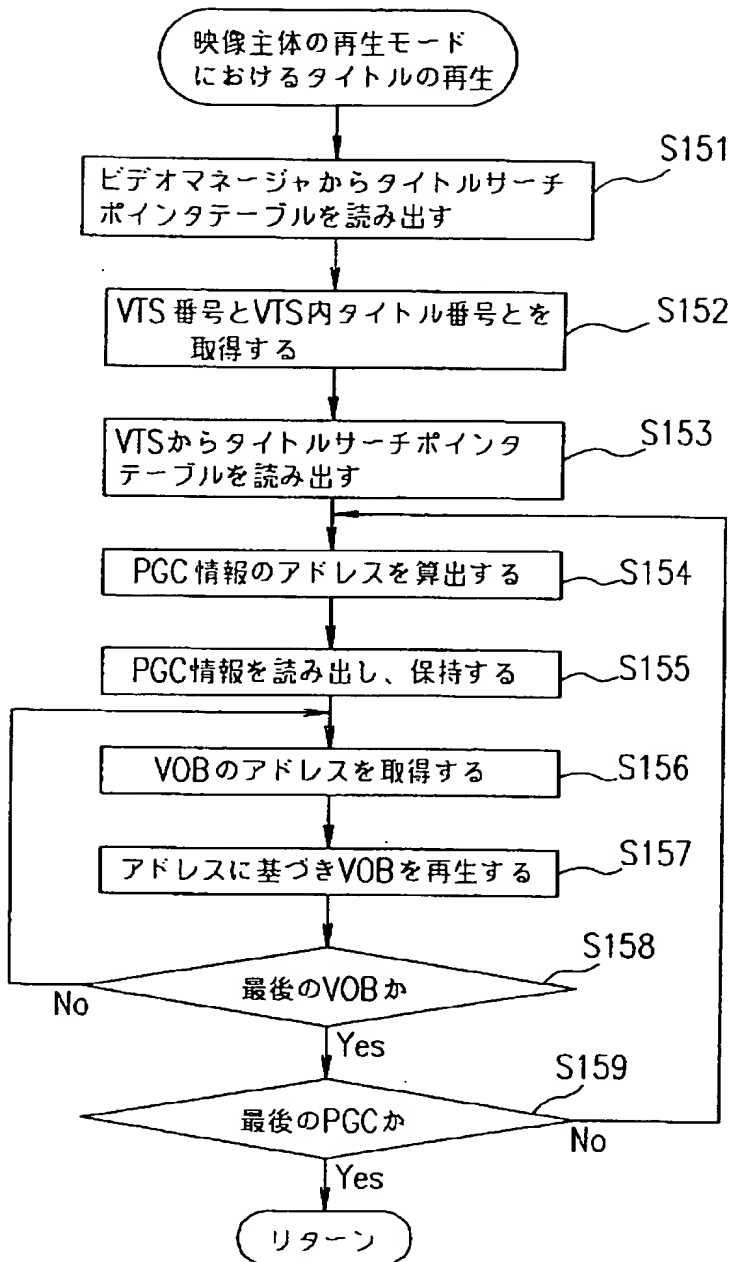 映像主体の再生モード
におけるタイトルの再生
S151
ビデオマネージャからタイトルサーチ
ポインタテーブルを読み出す
S152
VTS番号とVTS内タイトル番号とを
取得する
S153
VTSからタイトルサーチポインタ
テーブルを読み出す
PGC情報のアドレスを算出する
S154
PGC情報を読み出し、保持する
S155
VOBのアドレスを取得する
S156
アドレスに基づきVOBを再生する
S157
最後のVOBか
S158
No
Yes
最後のPGCか
S159
No
Yes
リターン